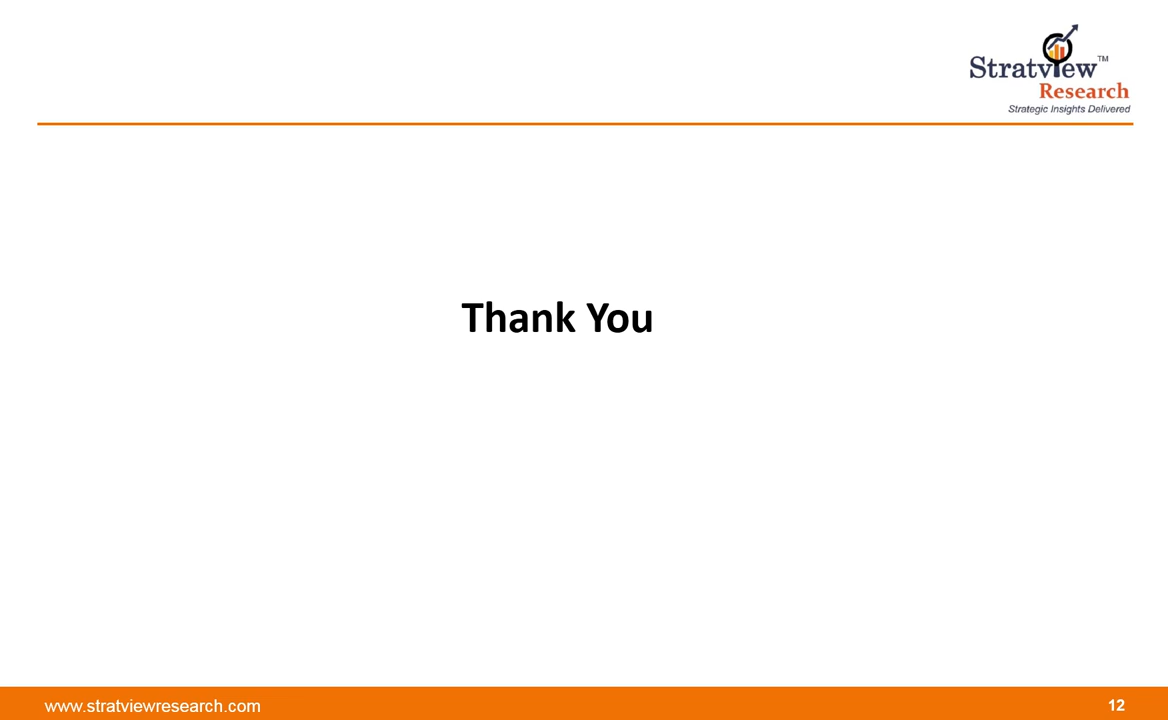 Stratview™
Research
Strategic Insights Delivered
Thank You
www.stratviewresearch.com
12